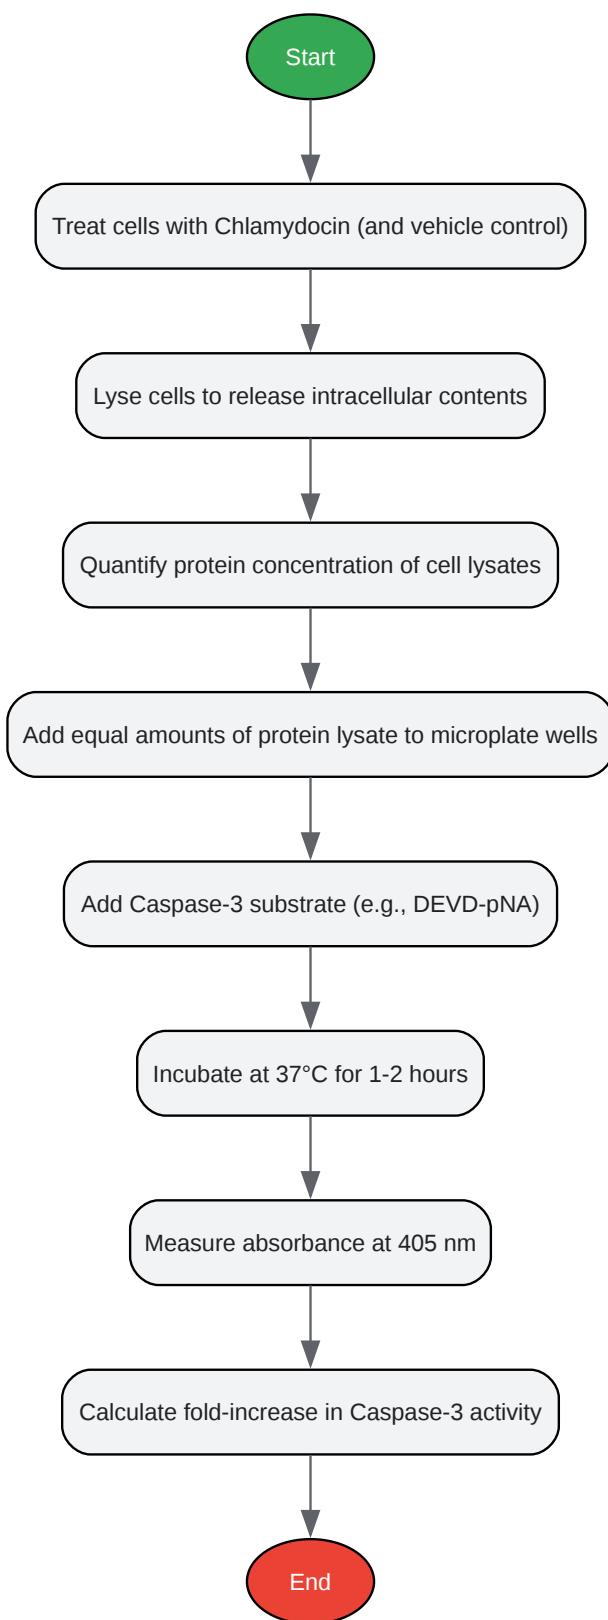 Start
Treat cells with Chlamydocin (and vehicle control)
Lyse cells to release intracellular contents
Quantify protein concentration of cell lysates
Add equal amounts of protein lysate to microplate wells
Add Caspase-3 substrate (e.g., DEVD-pNA)
Incubate at 37°C for 1-2 hours
Measure absorbance at 405 nm
Calculate fold-increase in Caspase-3 activity
End